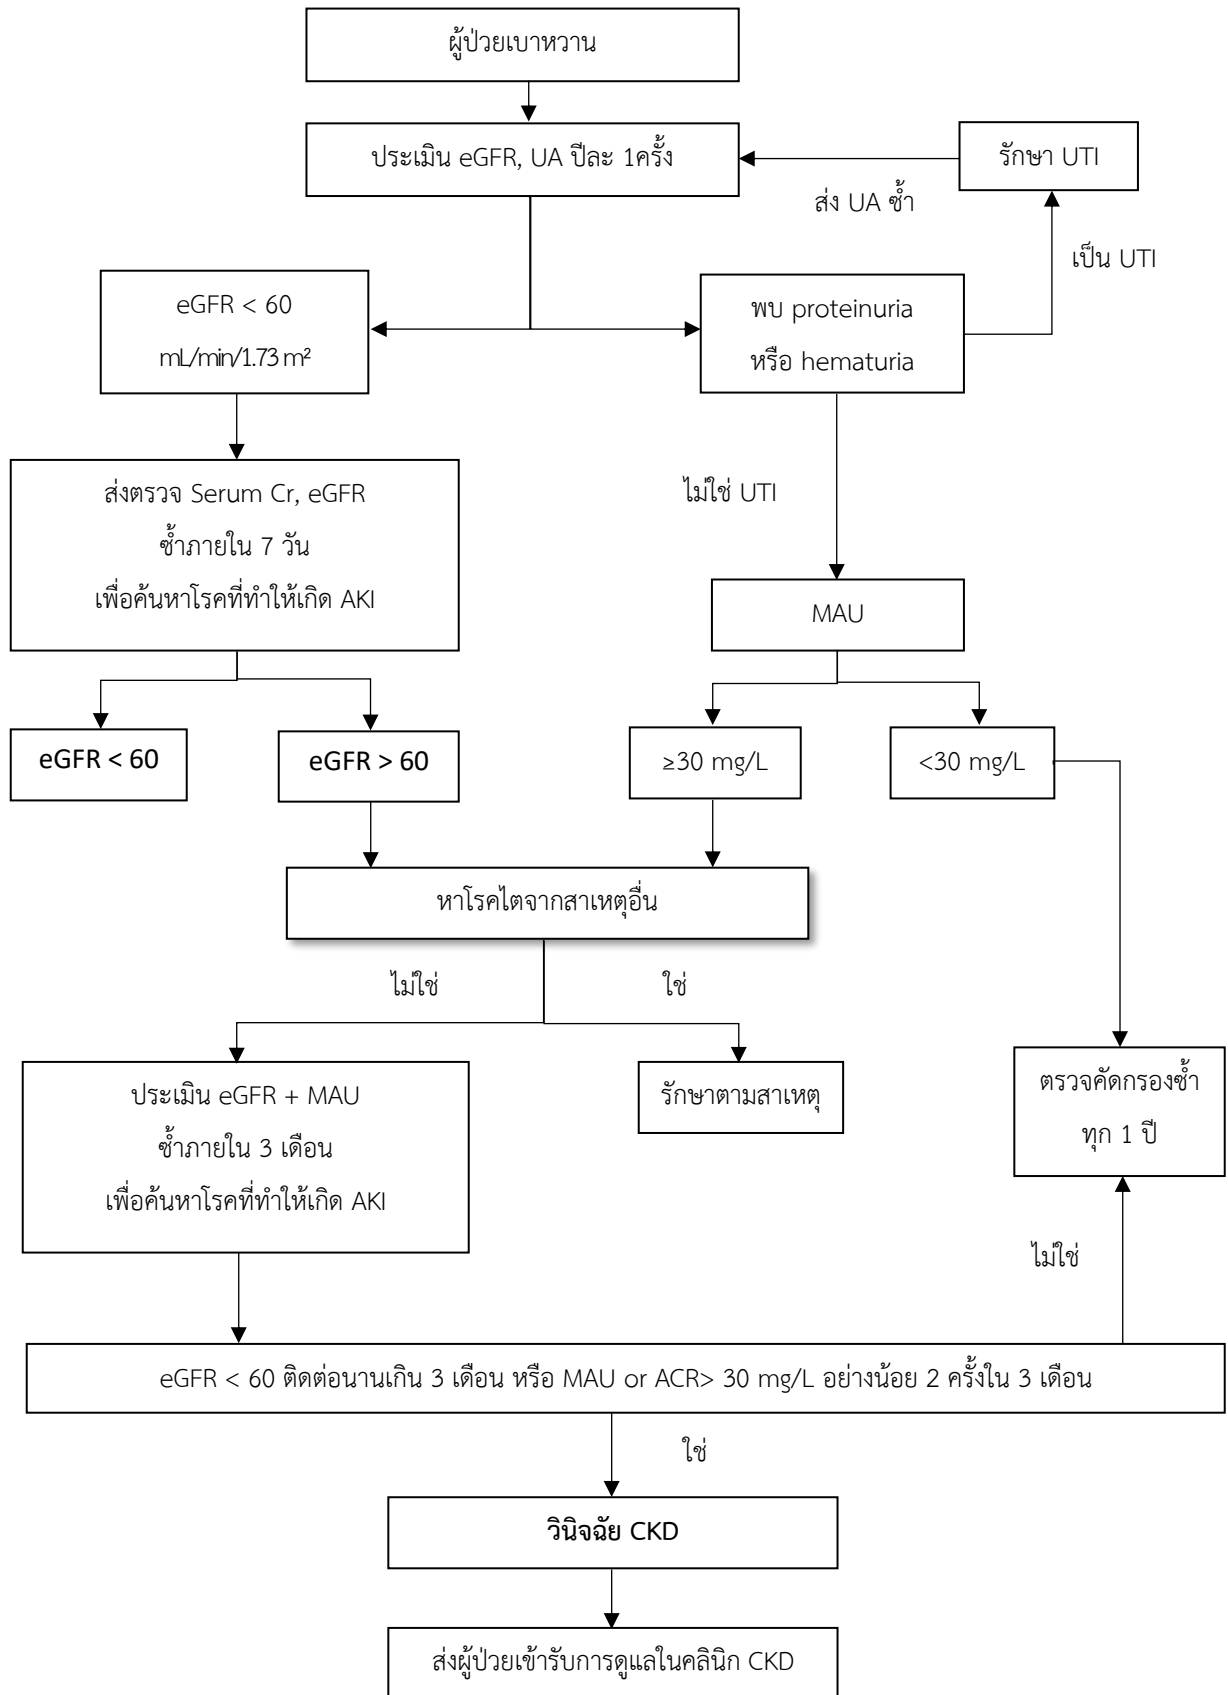 ผู้ป่วยเบาหวาน
ประเมิน eGFR, UA ปีละ 1ครั้ง
รักษา UTI
ส่ง UA ซ้ำ
เป็น UTI
eGFR < 60
mL/min/1.73 m²
พบ proteinuria
หรือ hematuria
ส่งตรวจ Serum Cr, eGFR
ซ้ำภายใน 7 วัน
เพื่อค้นหาโรคที่ทำให้เกิด AKI
ไม่ใช่ UTI
MAU
eGFR < 60
eGFR > 60
≥30 mg/L
<30 mg/L
หาโรคไตจากสาเหตุอื่น
ไม่ใช่
ใช่
ประเมิน eGFR + MAU
ซ้ำภายใน 3 เดือน
เพื่อค้นหาโรคที่ทำให้เกิด AKI
รักษาตามสาเหตุ
ตรวจคัดกรองซ้ำ
ทุก 1 ปี
ไม่ใช่
eGFR < 60 ติดต่อนานเกิน 3 เดือน หรือ MAU or ACR> 30 mg/L อย่างน้อย 2 ครั้งใน 3 เดือน
ใช่
วินิจฉัย CKD
ส่งผู้ป่วยเข้ารับการดูแลในคลินิก CKD